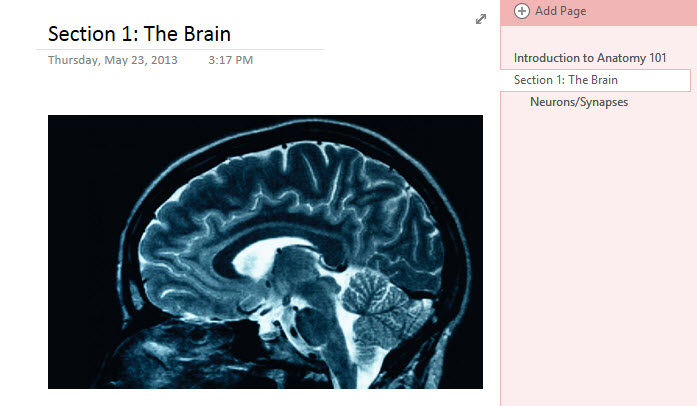 Section 1: The Brain
Thursday, May 23, 2013 3:17 PM
Add Page
Introduction to Anatomy 101
Section 1: The Brain
Neurons/Synapses